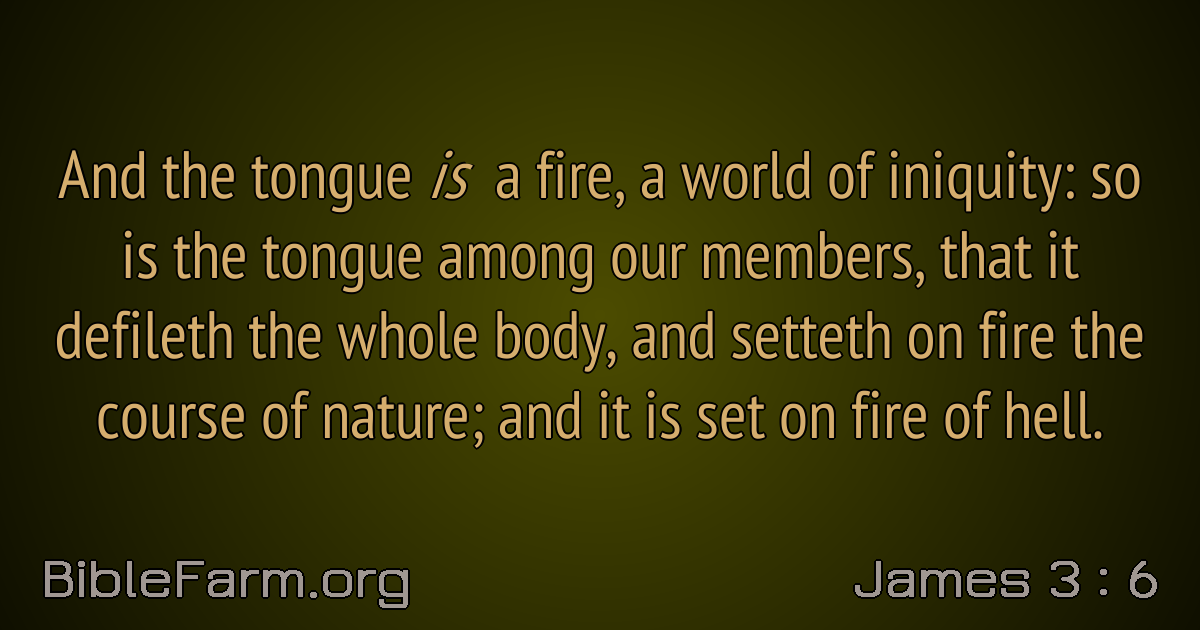 And the tongue is a fire, a world of iniquity: so
is the tongue among our members, that it
defileth the whole body, and setteth on fire the
course of nature; and it is set on fire of hell.
BibleFarm.org
James 3 : 6